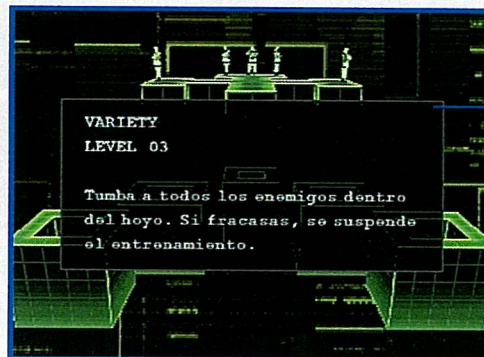 VARIETY
LEVEL 03
Tumba a todos los enemigos dentro
del hoyo. Si fracasas, se suspende
el entrenamiento.